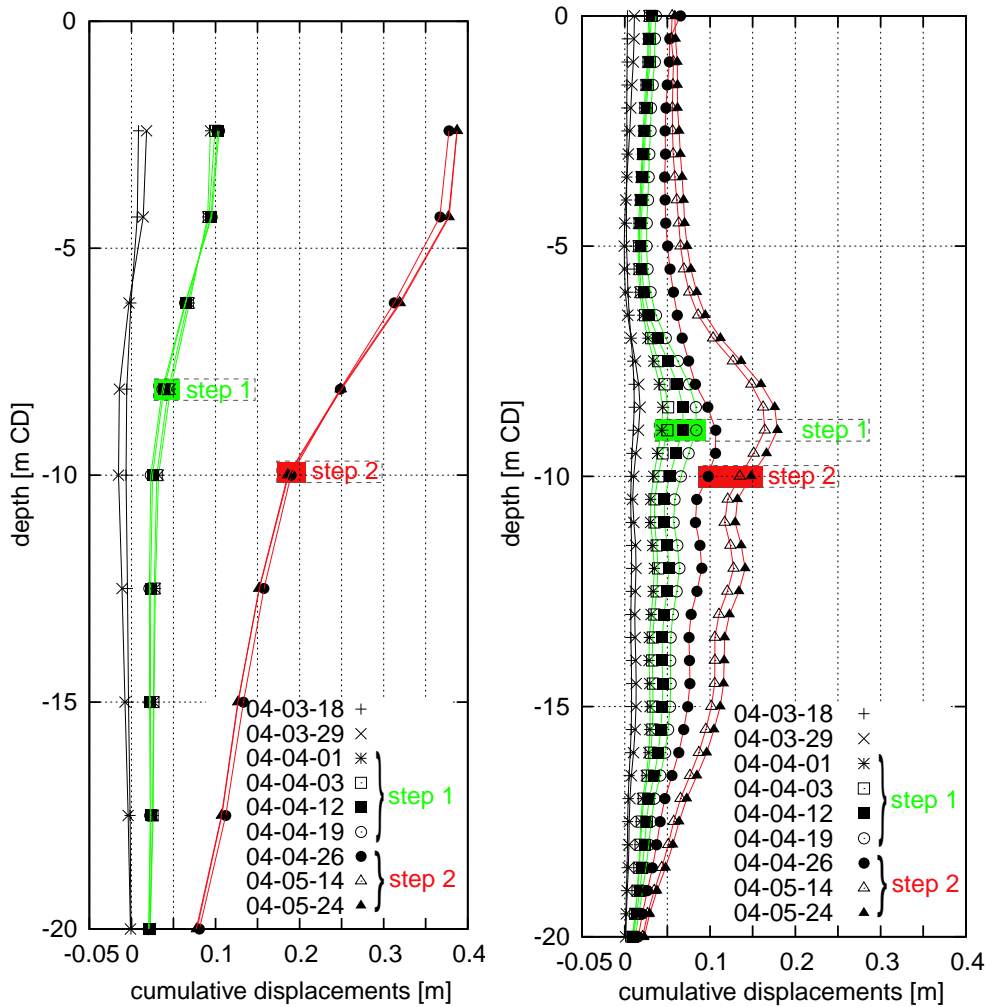 0
-5
-10
-15
-20
depth [m CD]
step 1
step 2
04-03-18
04-03-29
04-04-01
04-04-03
04-04-12
04-04-19
04-04-26
04-05-14
04-05-24
step 1
step 2
-0.05 0 0.1 0.2 0.3 0.4
cumulative displacements [m]
0
-5
-10
-15
-20
depth [m CD]
step 1
step 2
04-03-18
04-03-29
04-04-01
04-04-03
04-04-12
04-04-19
04-04-26
04-05-14
04-05-24
step 1
step 2
-0.05 0 0.1 0.2 0.3 0.4
cumulative displacements [m]